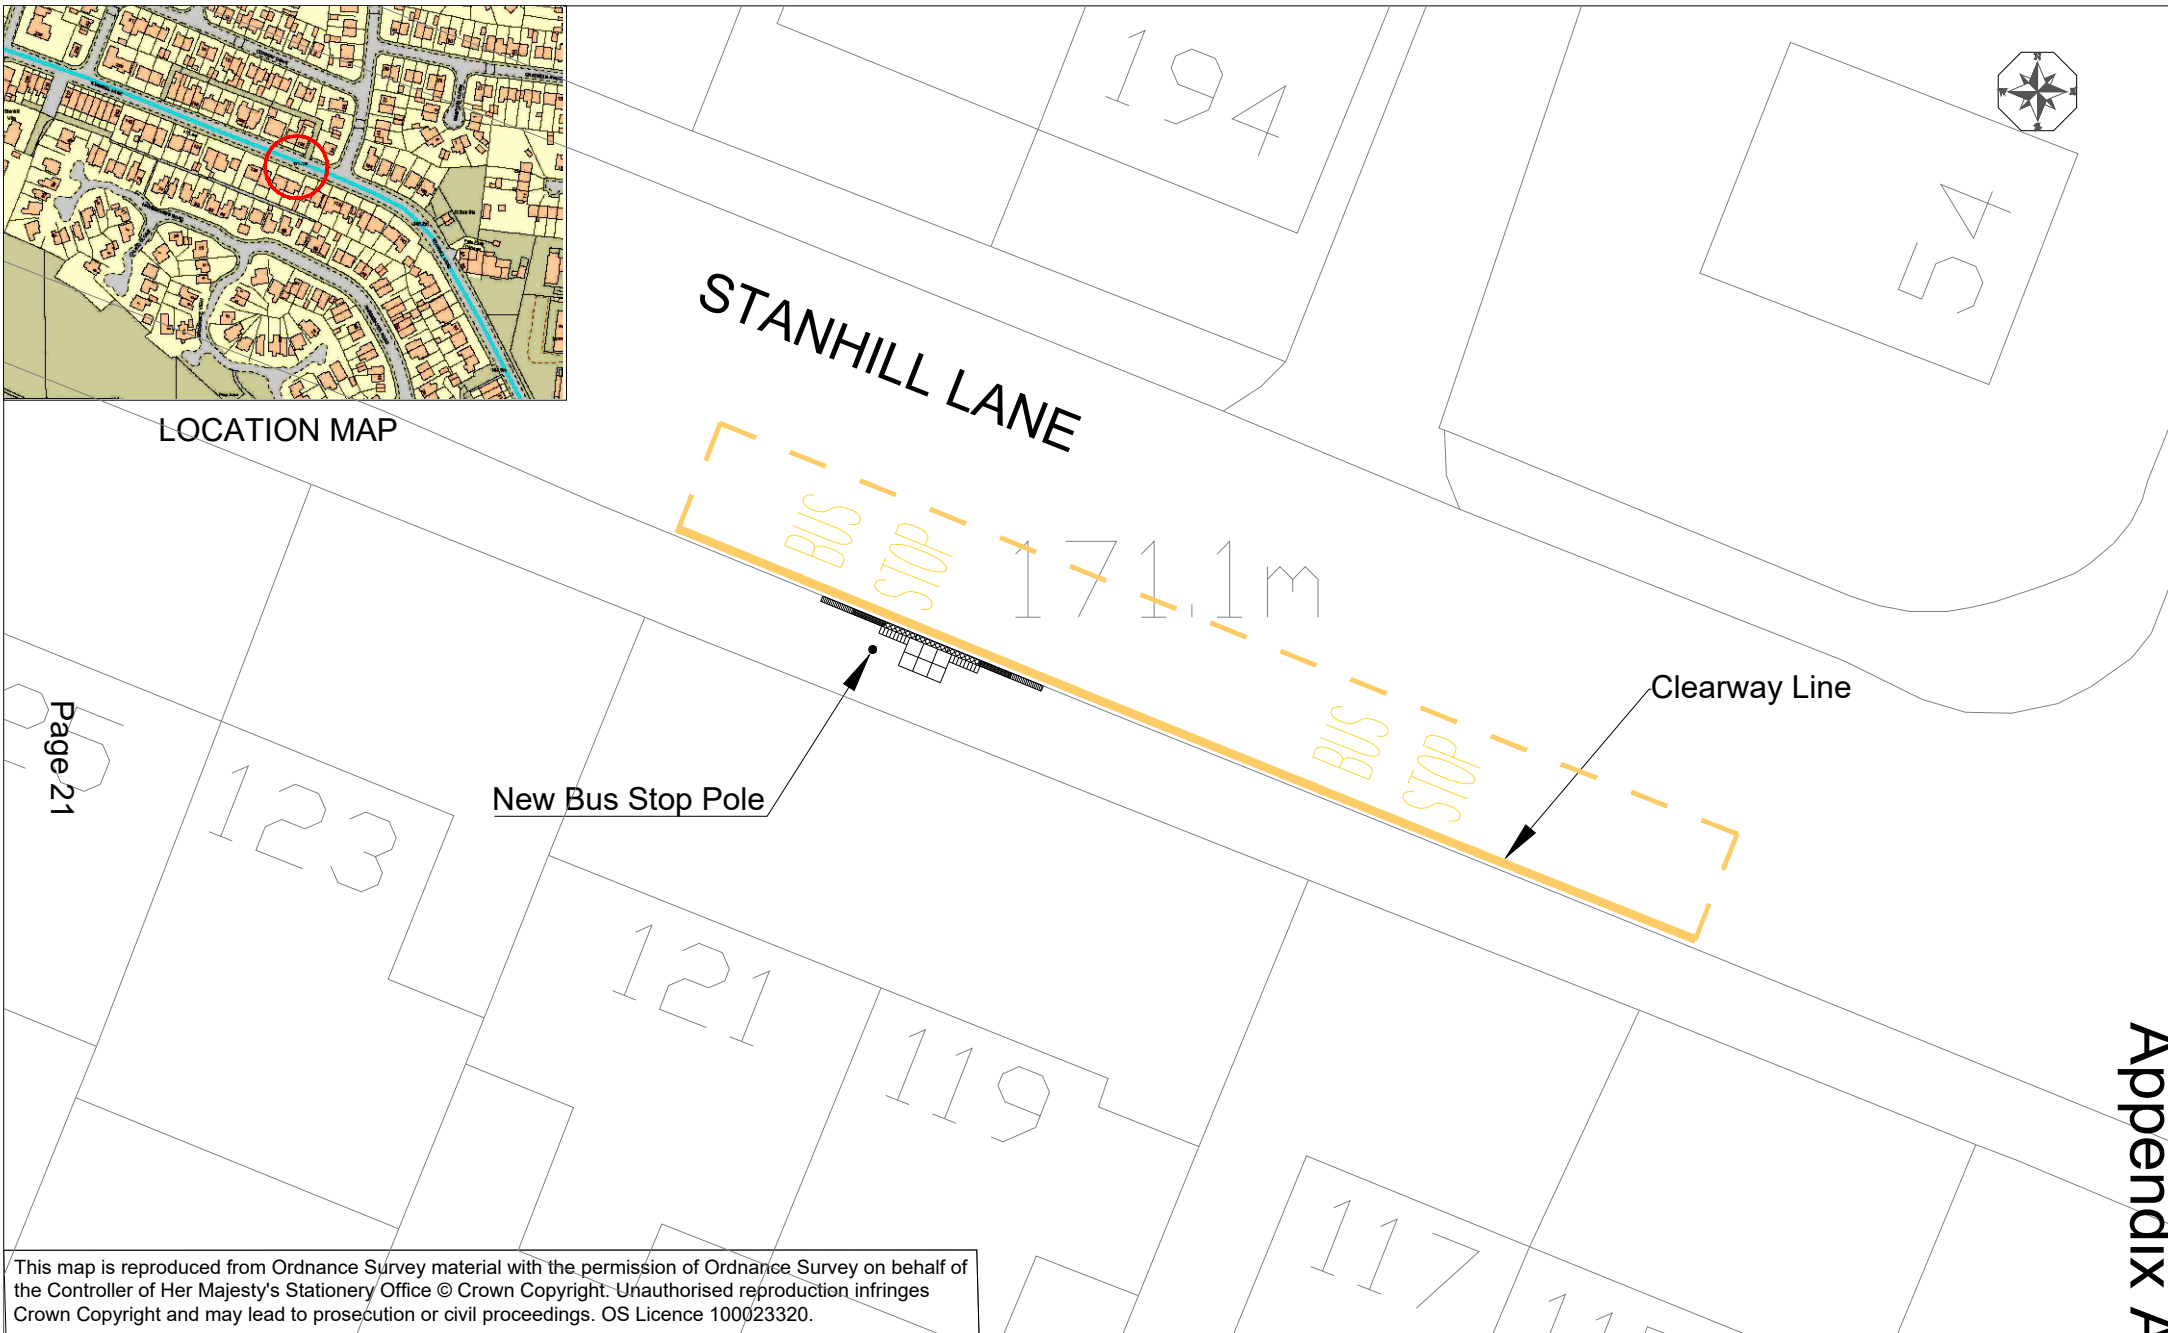 LOCATION MAP
STANHILL LANE
194
54
N
BUS
STOP
171.1m
BUS
STOP
Clearway Line
New Bus Stop Pole
Page 21
123
121
119
117
Appendix A
This map is reproduced from Ordnance Survey material with the permission of Ordnance Survey on behalf of
the Controller of Her Majesty's Stationery Office © Crown Copyright. Unauthorised reproduction infringes
Crown Copyright and may lead to prosecution or civil proceedings. OS Licence 100023320.